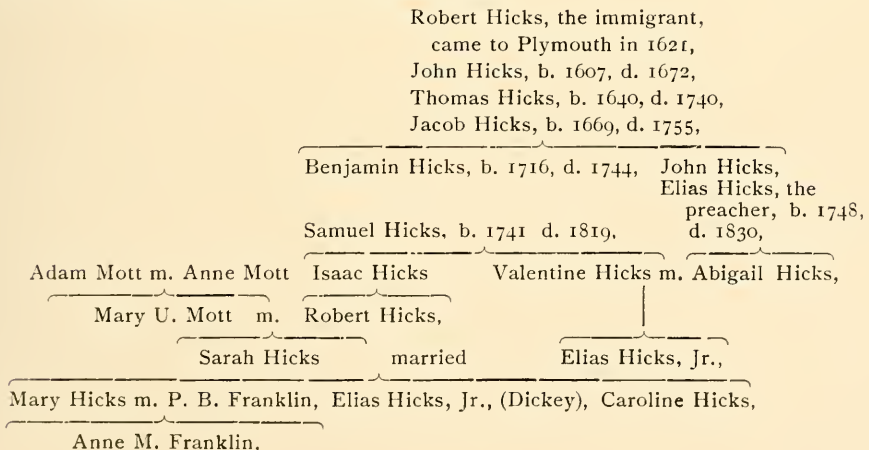 Robert Hicks, the immigrant,
came to Plymouth in 1621,
John Hicks, b. 1607, d. 1672,
Thomas Hicks, b. 1640, d. 1740,
Jacob Hicks, b. 1669, d. 1755,
Benjamin Hicks, b. 1716, d. 1744, John Hicks,
Elias Hicks, the
preacher, b. 1748,
Samuel Hicks, b. 1741 d. 1819, d. 1830,
Adam Mott m. Anne Mott Isaac Hicks Valentine Hicks m. Abigail Hicks,
Mary U. Mott m. Robert Hicks,
Sarah Hicks married Elias Hicks, Jr.,
Mary Hicks m. P. B. Franklin, Elias Hicks, Jr., (Dickey), Caroline Hicks,
Anne M. Franklin.